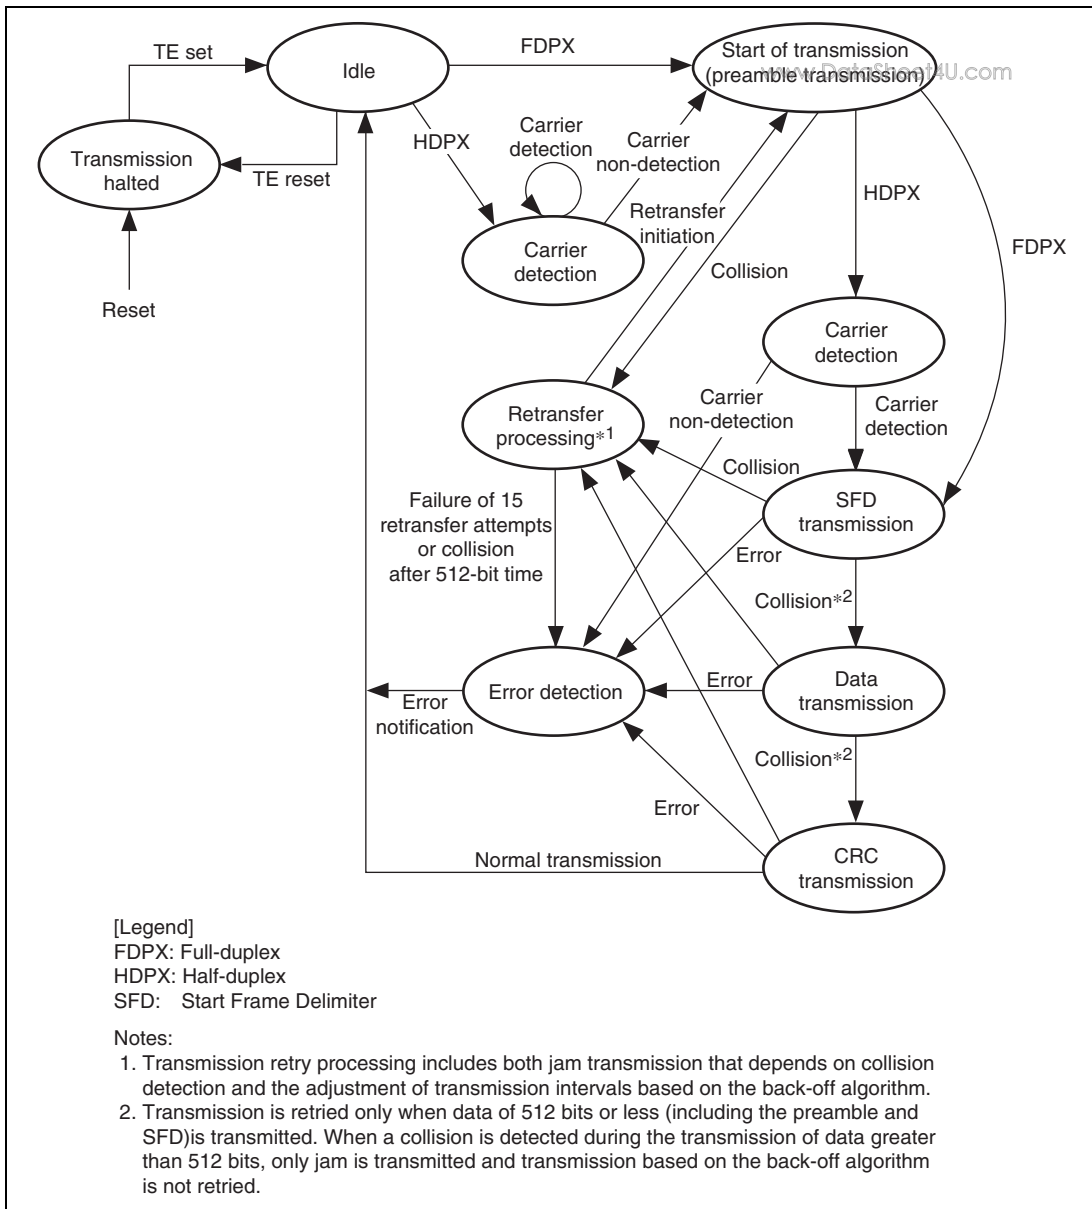 TE set
Idle
FDPX
Start of transmission
(preamble transmission)
www.DataSheet4U.com
Transmission
halted
TE reset
HDPX
Carrier
detection
Carrier
non-detection
HDPX
Reset
Carrier
detection
Retransfer
initiation
Collision
FDPX
Carrier
detection
Retransfer
processing*1
Carrier
non-detection
Carrier
detection
Collision
SFD
transmission
Failure of 15
retransfer attempts
or collision
after 512-bit time
Error
Collision*2
Error detection
Error
notification
Error
Data
transmission
Collision*2
Error
Normal transmission
CRC
transmission
[Legend]
FDPX: Full-duplex
HDPX: Half-duplex
SFD: Start Frame Delimiter
Notes:
1. Transmission retry processing includes both jam transmission that depends on collision
detection and the adjustment of transmission intervals based on the back-off algorithm.
2. Transmission is retried only when data of 512 bits or less (including the preamble and
SFD)is transmitted. When a collision is detected during the transmission of data greater
than 512 bits, only jam is transmitted and transmission based on the back-off algorithm
is not retried.